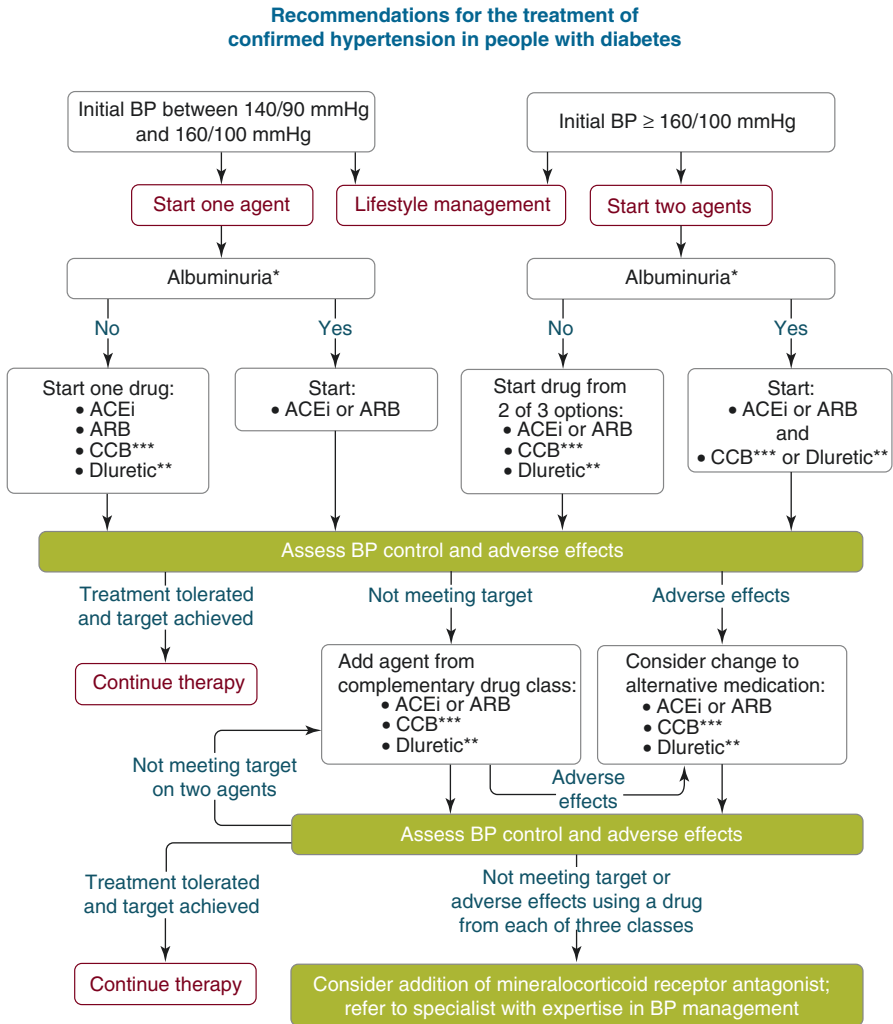 Recommendations for the treatment of
confirmed hypertension in people with diabetes
Initial BP between 140/90 mmHg
and 160/100 mmHg
Initial BP ≥ 160/100 mmHg
Start one agent
Lifestyle management
Start two agents
Albuminuria*
Albuminuria*
No
Yes
No
Yes
Start one drug:
• ACEi
• ARB
• CCB***
• Dluretic**
Start:
• ACEi or ARB
Start drug from
2 of 3 options:
• ACEi or ARB
• CCB***
• Dluretic**
Start:
• ACEi or ARB
and
• CCB*** or Dluretic**
Assess BP control and adverse effects
Treatment tolerated
and target achieved
Not meeting target
Adverse effects
Continue therapy
Add agent from
complementary drug class:
• ACEi or ARB
• CCB***
• Dluretic**
Consider change to
alternative medication:
• ACEi or ARB
• CCB***
• Dluretic**
Not meeting target
on two agents
Adverse
effects
Assess BP control and adverse effects
Treatment tolerated
and target achieved
Not meeting target or
adverse effects using a drug
from each of three classes
Continue therapy
Consider addition of mineralocorticoid receptor antagonist;
refer to specialist with expertise in BP management